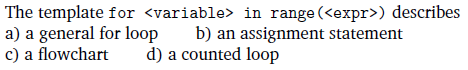 The template for <variable> in range(<expr>) describes
a) a general for loop b) an assignment statement
c) a flowchart d) a counted loop